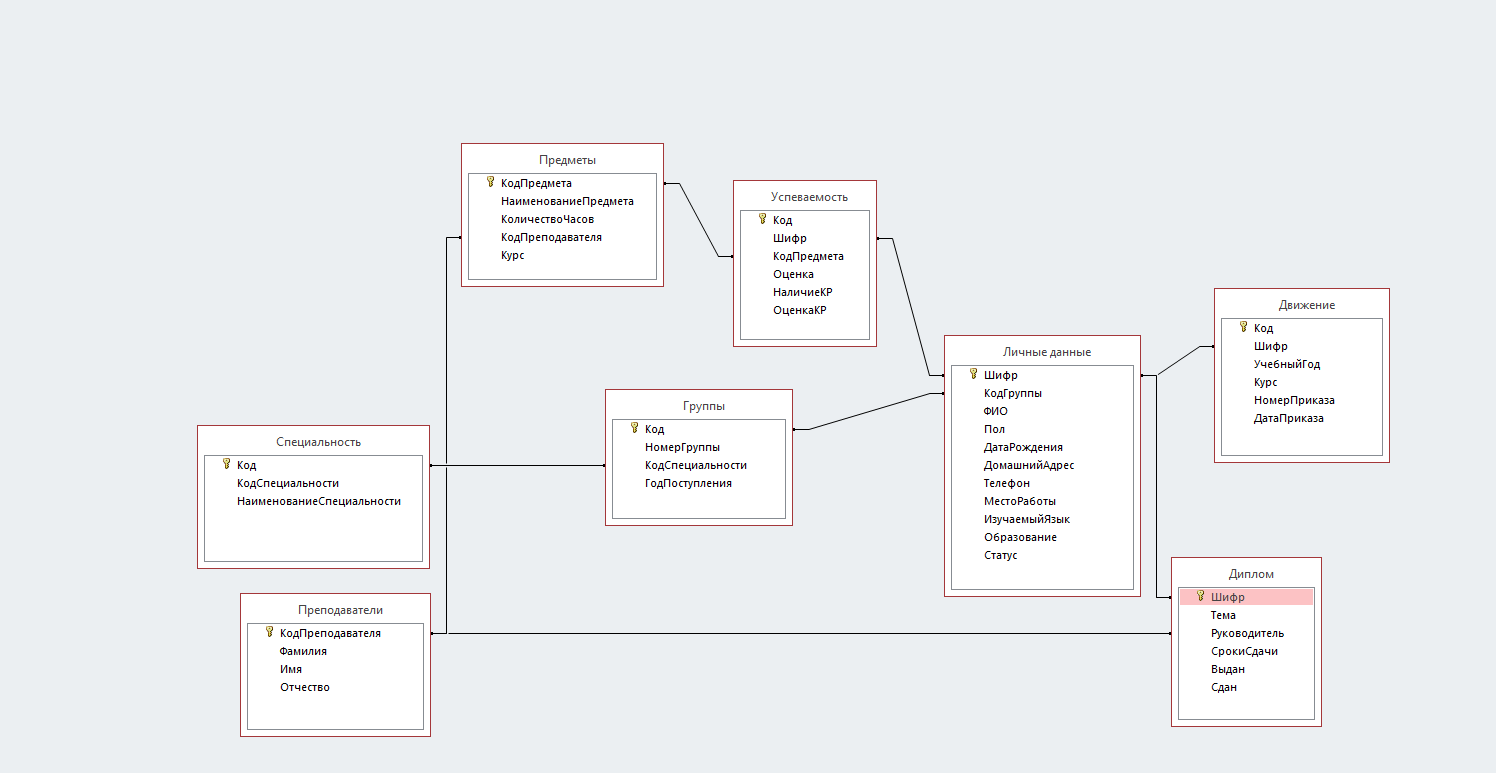 Предметы
КодПредмета
НаименованиеПредмета
КоличествоЧасов
КодПреподавателя
Курс
Успеваемость
Код
Шифр
КодПредмета
Оценка
НаличиеКР
ОценкаКР
Движение
Код
Шифр
УчебныйГод
Курс
НомерПриказа
ДатаПриказа
Личные данные
Шифр
КодГруппы
ФИО
Пол
ДатаРождения
ДомашнийАдрес
Телефон
МестоРаботы
ИзучаемыйЯзык
Образование
Статус
Группы
Код
НомерГруппы
КодСпециальности
ГодПоступления
Специальность
Код
КодСпециальности
НаименованиеСпециальности
Преподаватели
КодПреподавателя
Фамилия
Имя
Отчество
Диплом
Шифр
Тема
Руководитель
СрокиСдачи
Выдан
Сдан